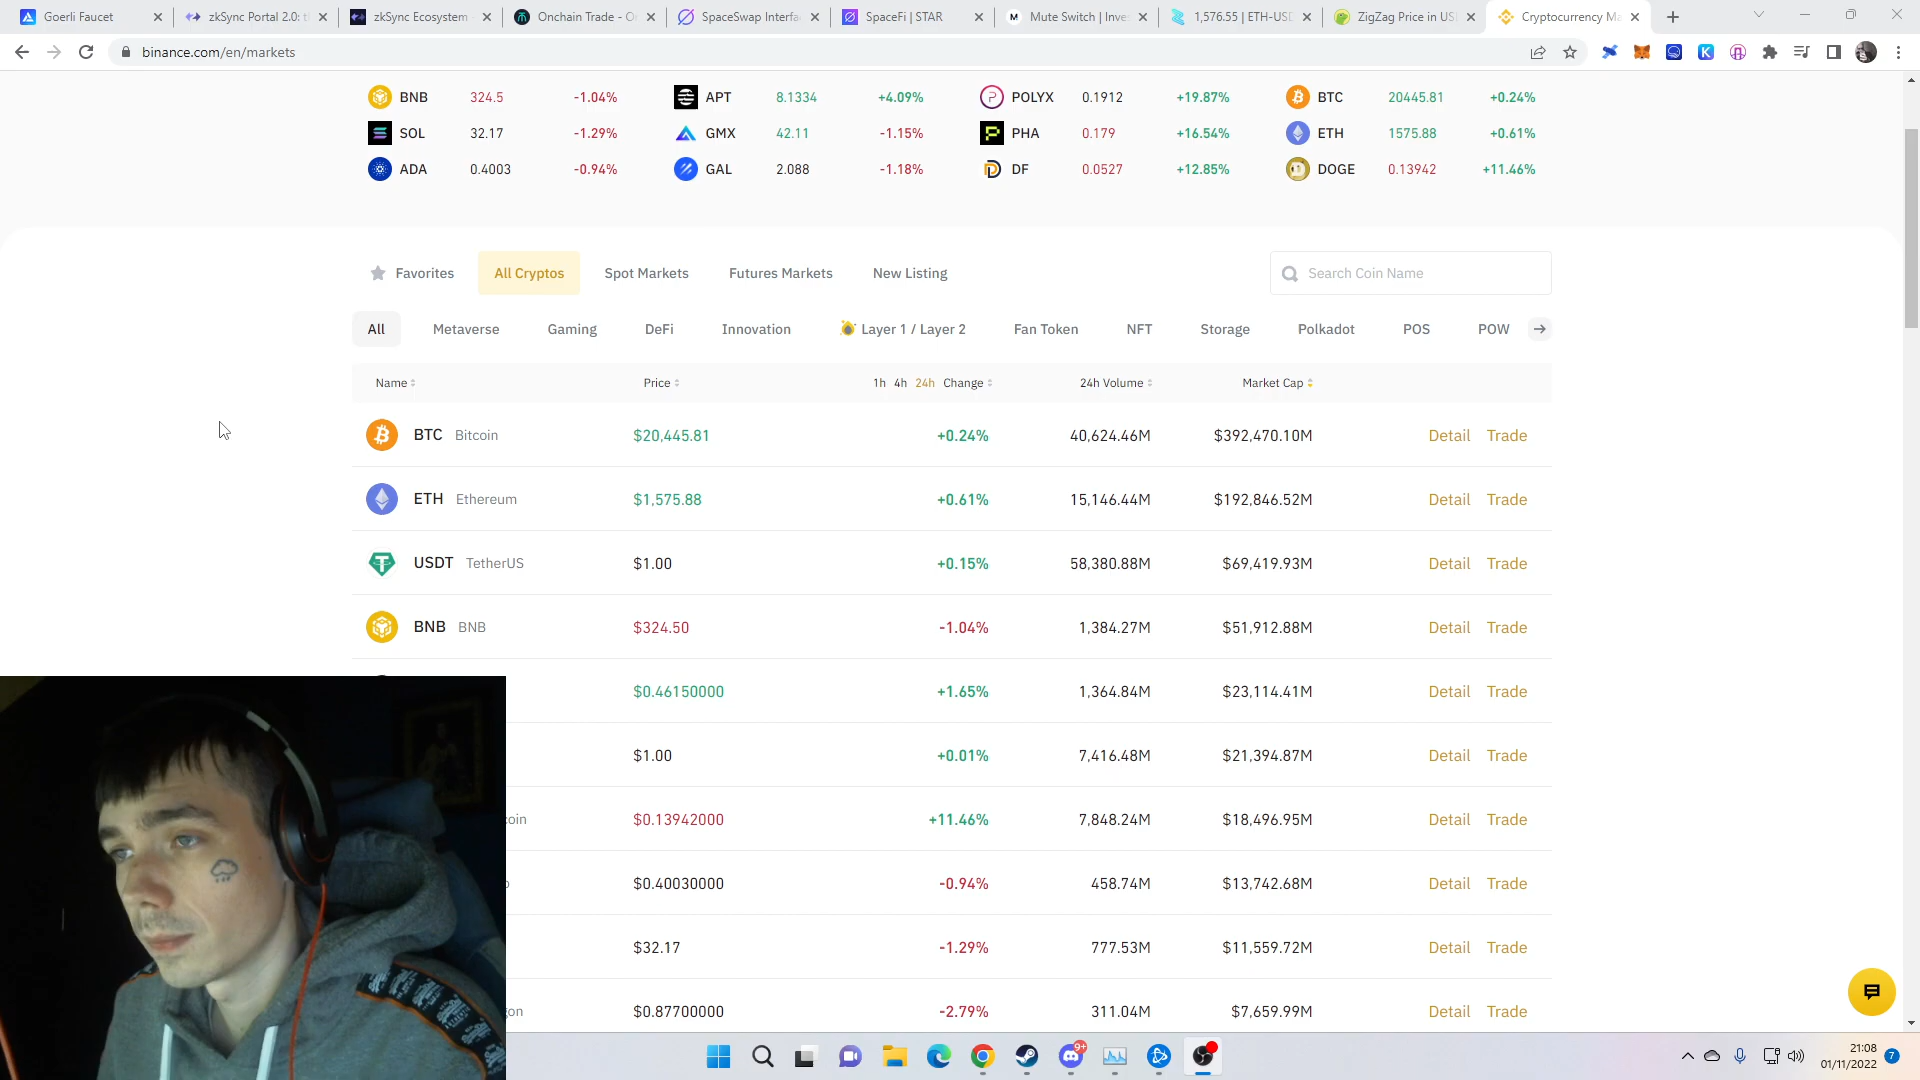 Goerli Faucet
zkSync Portal 2.0: t
zkSync Ecosystem
Onchain Trade - O
SpaceSwap Interfa
SpaceFi | STAR
Mute Switch | Inve
1,576.55 | ETH-USD
ZigZag Price in US
Cryptocurrency Ma
binance.com/en/markets
BNB 324.5 -1.04% APT 8.1334 +4.09% POLYX 0.1912 +19.87% BTC 20445.81 +0.24%
SOL 32.17 -1.29% GMX 42.11 -1.15% PHA 0.179 +16.54% ETH 1575.88 +0.61%
ADA 0.4003 -0.94% GAL 2.088 -1.18% DF 0.0527 +12.85% DOGE 0.13942 +11.46%
Favorites All Cryptos Spot Markets Futures Markets New Listing Search Coin Name
All Metaverse Gaming DeFi Innovation Layer 1 / Layer 2 Fan Token NFT Storage Polkadot POS POW
Name Price 1h 4h 24h Change 24h Volume Market Cap
BTC Bitcoin $20,445.81 +0.24% 40,624.46M $392,470.10M Detail Trade
ETH Ethereum $1,575.88 +0.61% 15,146.44M $192,846.52M Detail Trade
USDT TetherUS $1.00 +0.15% 58,380.88M $69,419.93M Detail Trade
BNB BNB $324.50 -1.04% 1,384.27M $51,912.88M Detail Trade
$0.46150000 +1.65% 1,364.84M $23,114.41M Detail Trade
$1.00 +0.01% 7,416.48M $21,394.87M Detail Trade
coin $0.13942000 +11.46% 7,848.24M $18,496.95M Detail Trade
$0.40030000 -0.94% 458.74M $13,742.68M Detail Trade
$32.17 -1.29% 777.53M $11,559.72M Detail Trade
gon $0.87700000 -2.79% 311.04M $7,659.99M Detail Trade
9+
21:08
01/11/2022
7